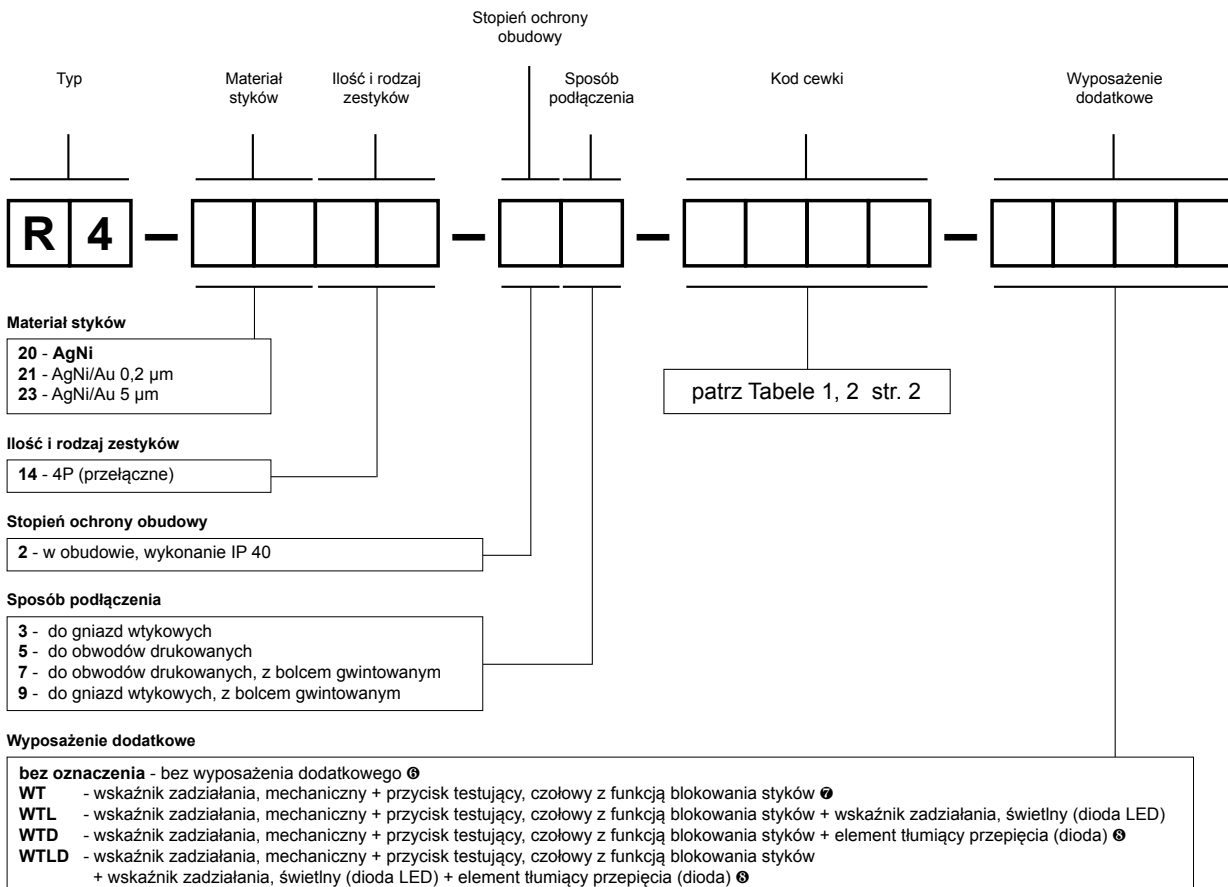 Stopień ochrony
obudowy
Typ
Materiał
styków
Ilość i rodzaj
zestyków
Sposób
podłączenia
Kod cewki
Wyposażenie
dodatkowe
R 4 – – – –
Materiał styków
20 - AgNi
21 - AgNi/Au 0,2 μm
23 - AgNi/Au 5 μm
patrz Tabele 1, 2 str. 2
Ilość i rodzaj zestyków
14 - 4P (przełączne)
Stopień ochrony obudowy
2 - w obudowie, wykonanie IP 40
Sposób podłączenia
3 - do gniazd wtykowych
5 - do obwodów drukowanych
7 - do obwodów drukowanych, z bolcem gwintowanym
9 - do gniazd wtykowych, z bolcem gwintowanym
Wyposażenie dodatkowe
bez oznaczenia - bez wyposażenia dodatkowego ❻
WT - wskaźnik zadziałania, mechaniczny + przycisk testujący, czołowy z funkcją blokowania styków ❼
WTL - wskaźnik zadziałania, mechaniczny + przycisk testujący, czołowy z funkcją blokowania styków + wskaźnik zadziałania, świetlny (dioda LED)
WTD - wskaźnik zadziałania, mechaniczny + przycisk testujący, czołowy z funkcją blokowania styków + element tłumiący przepięcia (dioda) ❽
WTLD - wskaźnik zadziałania, mechaniczny + przycisk testujący, czołowy z funkcją blokowania styków
+ wskaźnik zadziałania, świetlny (dioda LED) + element tłumiący przepięcia (dioda) ❽